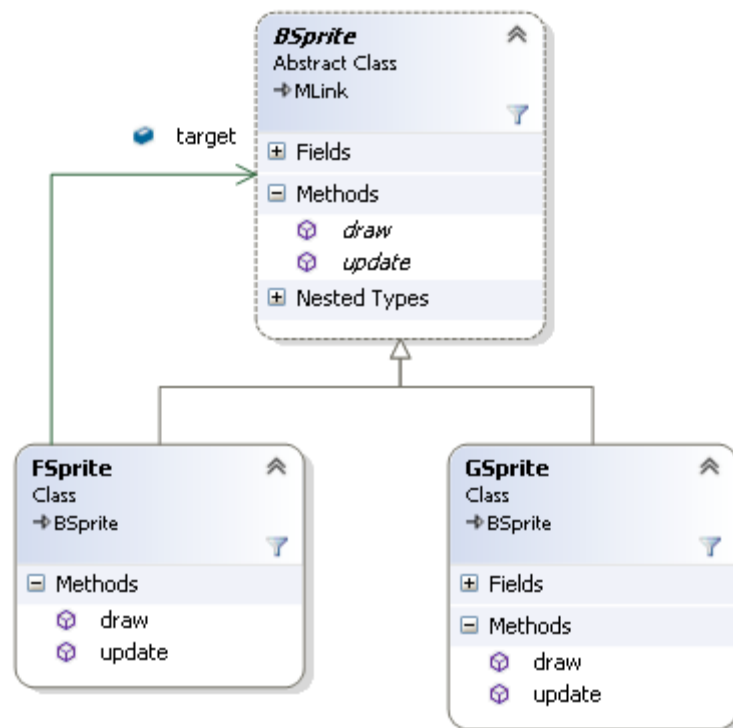 BSprite
Abstract Class
MLink
target
Fields
Methods
draw
update
Nested Types
FSprite
Class
BSprite
Methods
draw
update
GSprite
Class
BSprite
Fields
Methods
draw
update